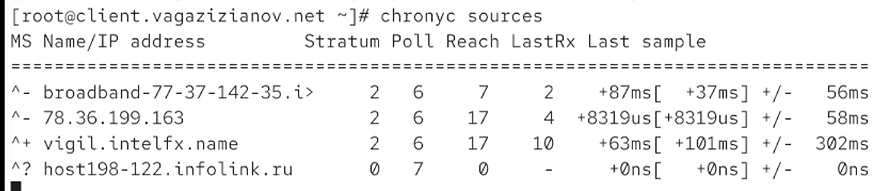 [root@client.vagazizianov.net ~]# chronyc sources
MS Name/IP address         Stratum Poll Reach LastRx Last sample
===============================================================================
^- broadband-77-37-142-35.i>     2   6     7     2    +87ms[  +37ms] +/-   56ms
^- 78.36.199.163                 2   6    17     4  +8319us[+8319us] +/-   58ms
^+ vigil.intelfx.name            2   6    17    10    +63ms[ +101ms] +/-  302ms
^? host198-122.infolink.ru       0   7     0     -     +0ns[   +0ns] +/-    0ns